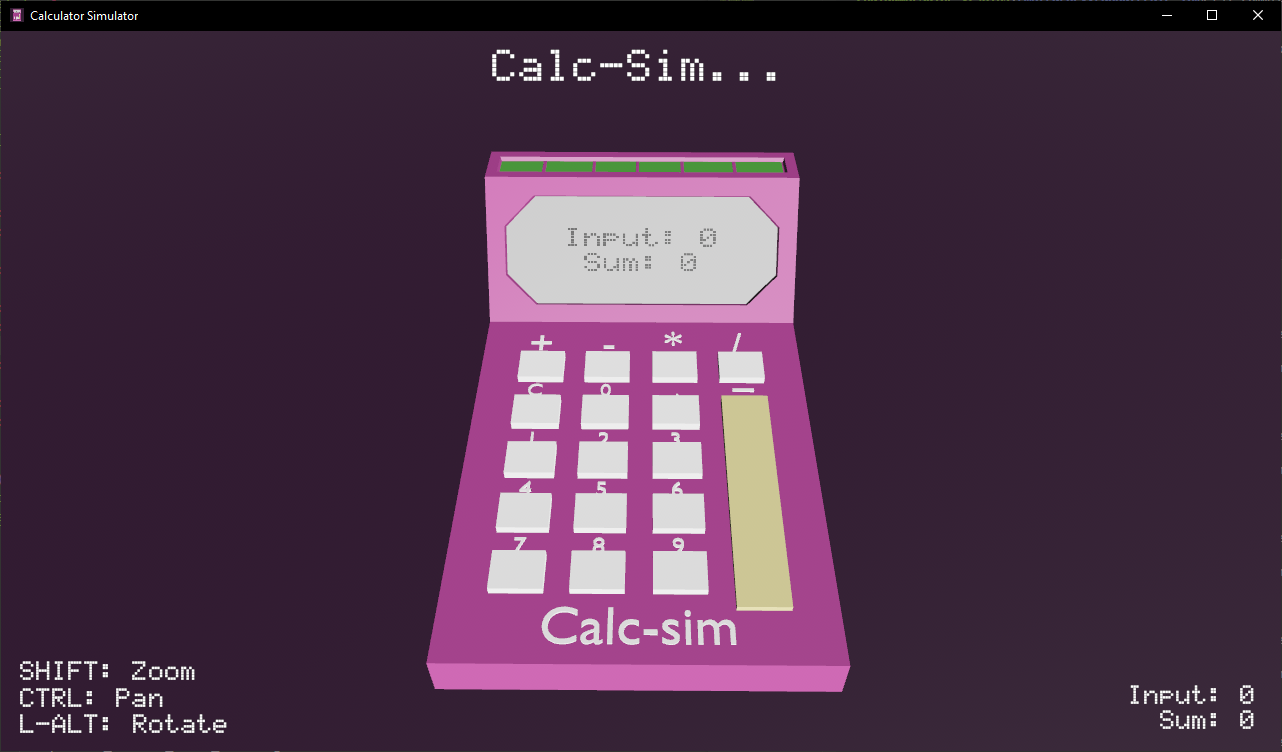 Calculator Simulator
Calc-Sim...
Input: 0
Sum: 0
+ - * /
C 0 . =
1 2 3
4 5 6
7 8 9
Calc-sim
SHIFT: Zoom
CTRL: Pan
L-ALT: Rotate
Input: 0
Sum: 0